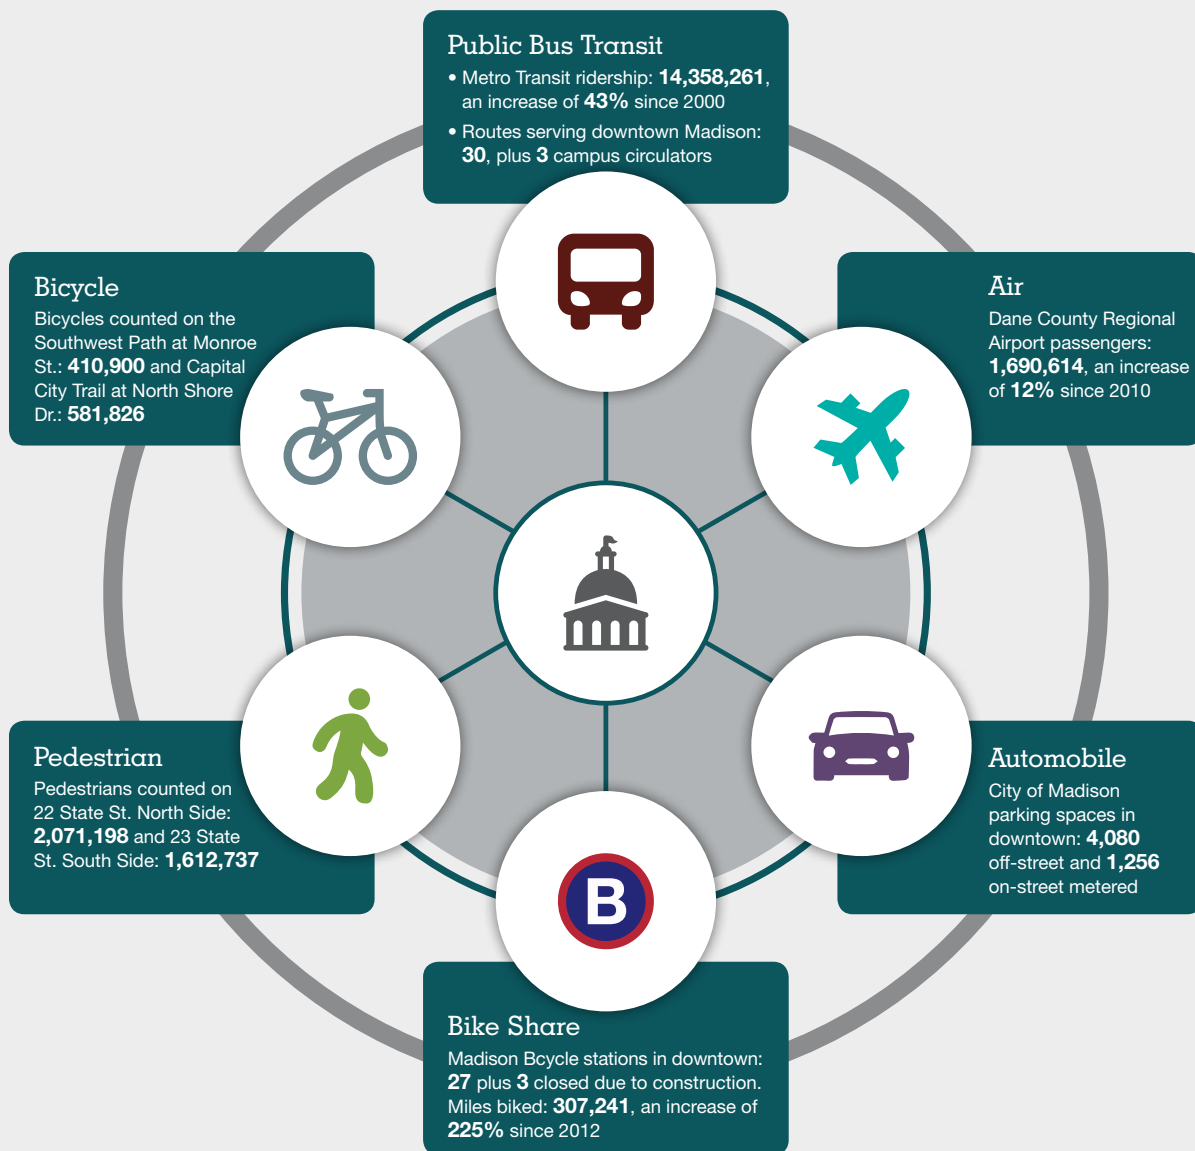 Public Bus Transit
• Metro Transit ridership: 14,358,261,
an increase of 43% since 2000
• Routes serving downtown Madison:
30, plus 3 campus circulators
Bicycle
Bicycles counted on the
Southwest Path at Monroe
St.: 410,900 and Capital
City Trail at North Shore
Dr.: 581,826
Air
Dane County Regional
Airport passengers:
1,690,614, an increase
of 12% since 2010
Pedestrian
Pedestrians counted on
22 State St. North Side:
2,071,198 and 23 State
St. South Side: 1,612,737
Automobile
City of Madison
parking spaces in
downtown: 4,080
off-street and 1,256
on-street metered
B
Bike Share
Madison Bcycle stations in downtown:
27 plus 3 closed due to construction.
Miles biked: 307,241, an increase of
225% since 2012